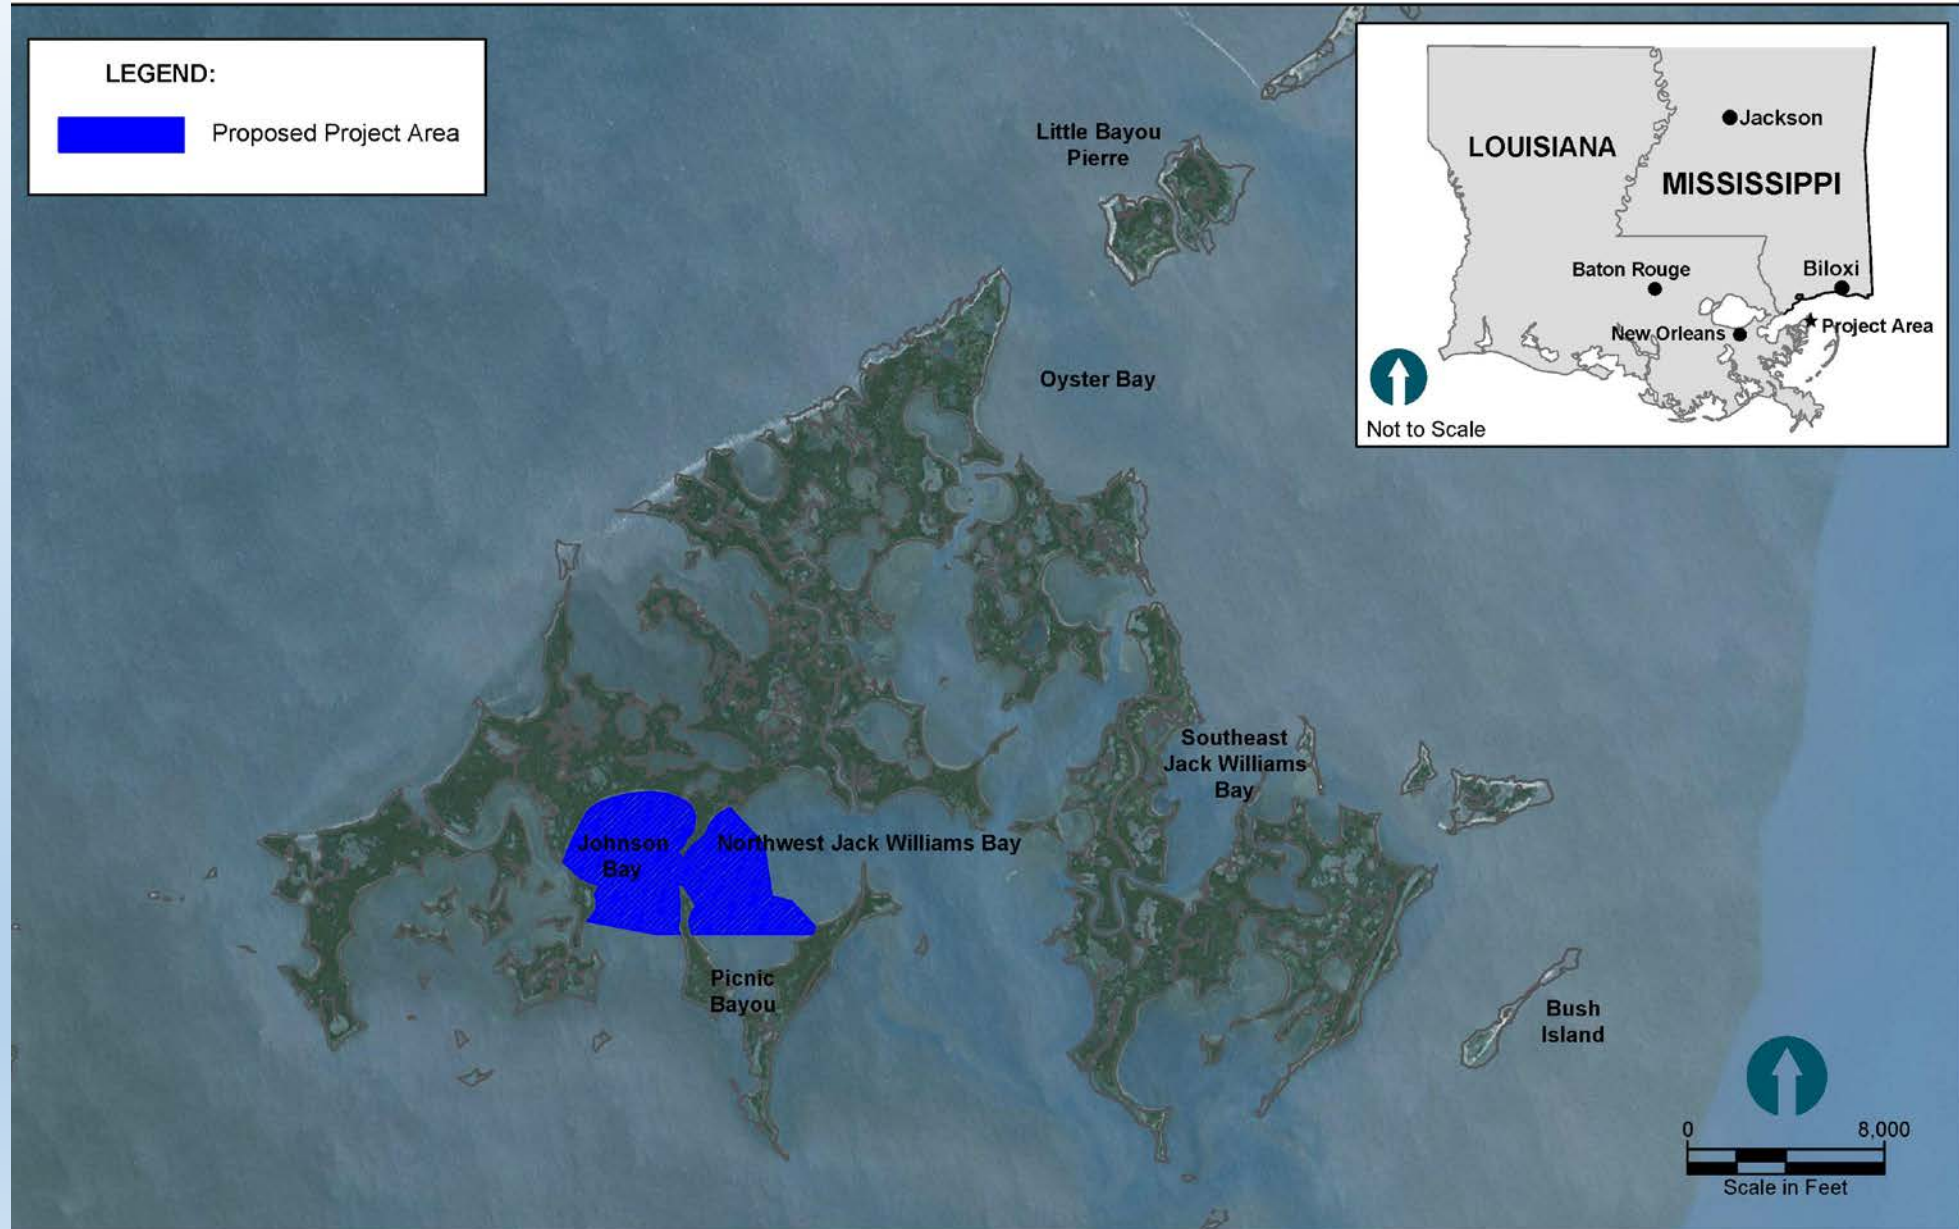 LEGEND:
Proposed Project Area
Little Bayou
Pierre
Oyster Bay
LOUISIANA
Jackson
MISSISSIPPI
Baton Rouge
Biloxi
New Orleans
Project Area
Not to Scale
Southeast
Jack Williams
Bay
Johnson
Bay
Northwest Jack Williams Bay
Picnic
Bayou
Bush
Island
0 8,000
Scale in Feet